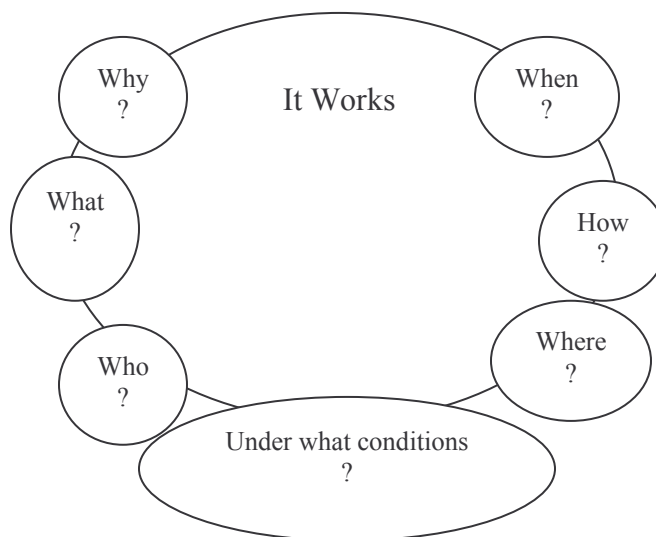 Why
?
It Works
When
?
What
?
How
?
Who
?
Where
?
Under what conditions
?